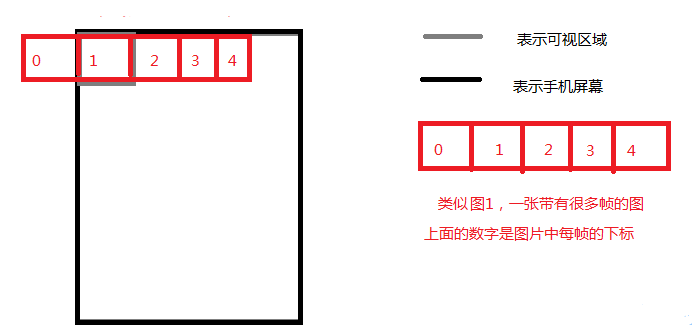 0 1 2 3 4
表示可视区域
表示手机屏幕
0 1 2 3 4
类似图1，一张带有很多帧的图
上面的数字是图片中每帧的下标